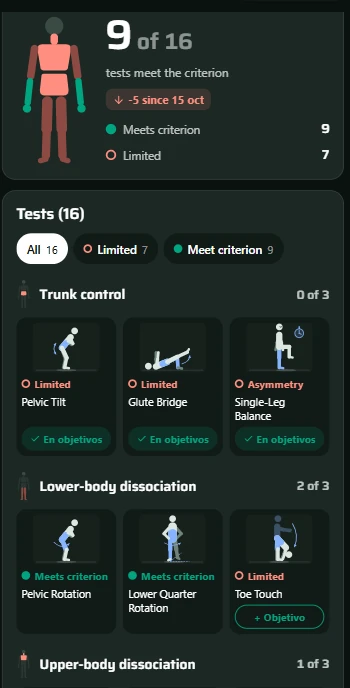 9 of 16
tests meet the criterion
↓ -5 since 15 oct
Meets criterion 9
Limited 7
Tests (16)
All 16 Limited 7 Meet criterion 9
Trunk control 0 of 3
Limited Limited Asymmetry
Pelvic Tilt Glute Bridge Single-Leg
Balance
✓ En objetivos ✓ En objetivos ✓ En objetivos
Lower-body dissociation 2 of 3
Meets criterion Meets criterion Limited
Pelvic Rotation Lower Quarter Toe Touch
Rotation
+ Objetivo
Upper-body dissociation 1 of 3